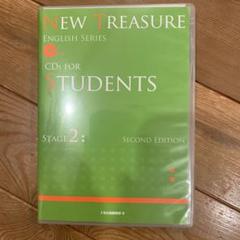 NEW TREASURE
ENGLISH SERIES
CDS FOR
STUDENTS
STAGE 2:
SECOND EDITION